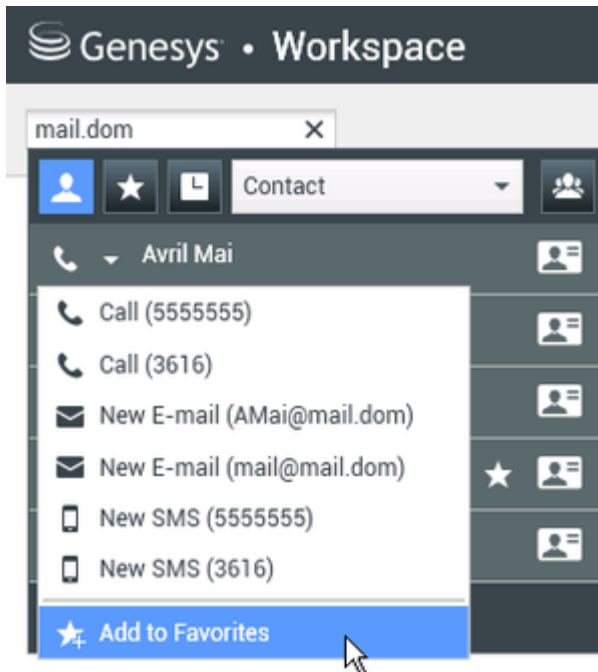 Genesys • Workspace
mail.dom
Contact
Avril Mai
Call (5555555)
Call (3616)
New E-mail (AMai@mail.dom)
New E-mail (mail@mail.dom)
New SMS (5555555)
New SMS (3616)
Add to Favorites